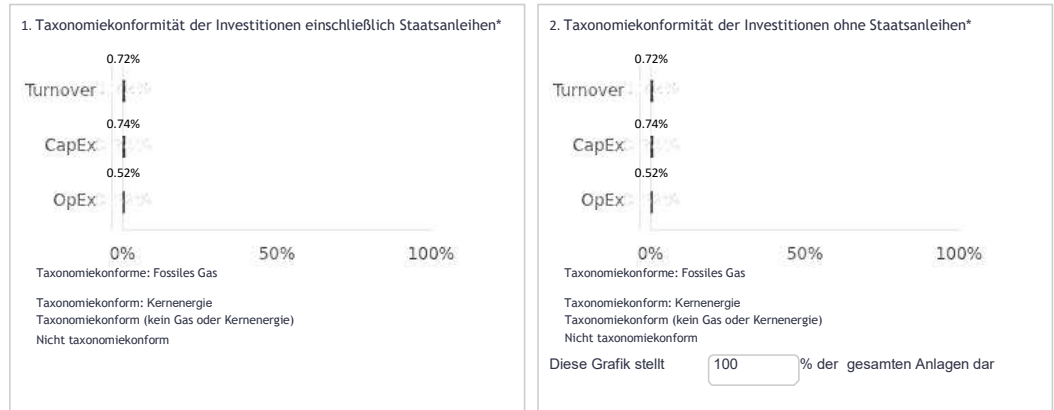 1. Taxonomiekonformität der Investitionen einschließlich Staatsanleihen*
0.72%
Turnover
0.74%
CapEx
0.52%
OpEx
0% 50% 100%
Taxonomiekonforme: Fossiles Gas
Taxonomiekonform: Kernenergie
Taxonomiekonform (kein Gas oder Kernenergie)
Nicht taxonomiekonform
2. Taxonomiekonformität der Investitionen ohne Staatsanleihen*
0.72%
Turnover
0.74%
CapEx
0.52%
OpEx
0% 50% 100%
Taxonomiekonforme: Fossiles Gas
Taxonomiekonform: Kernenergie
Taxonomiekonform (kein Gas oder Kernenergie)
Nicht taxonomiekonform
Diese Grafik stellt 100 % der gesamten Anlagen dar